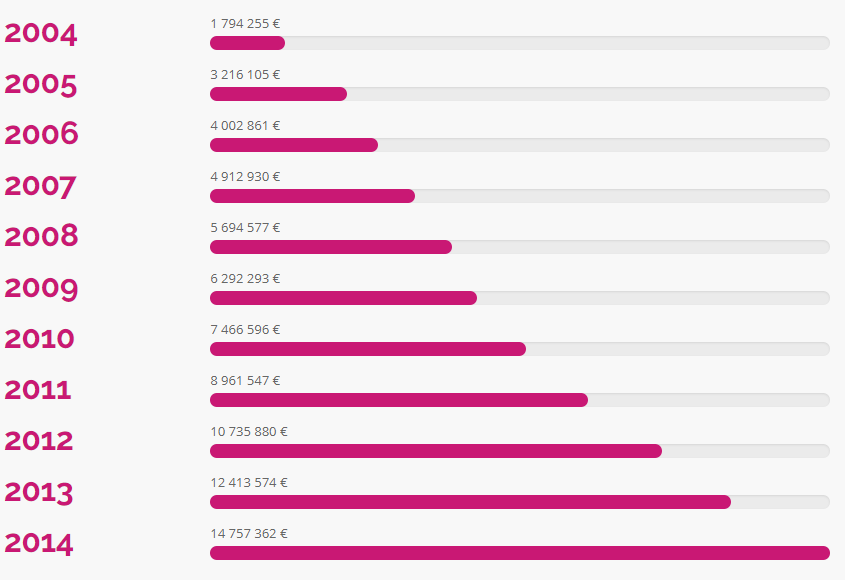 2004
1 794 255 €
2005
3 216 105 €
2006
4 002 861 €
2007
4 912 930 €
2008
5 694 577 €
2009
6 292 293 €
2010
7 466 596 €
2011
8 961 547 €
2012
10 735 880 €
2013
12 413 574 €
2014
14 757 362 €